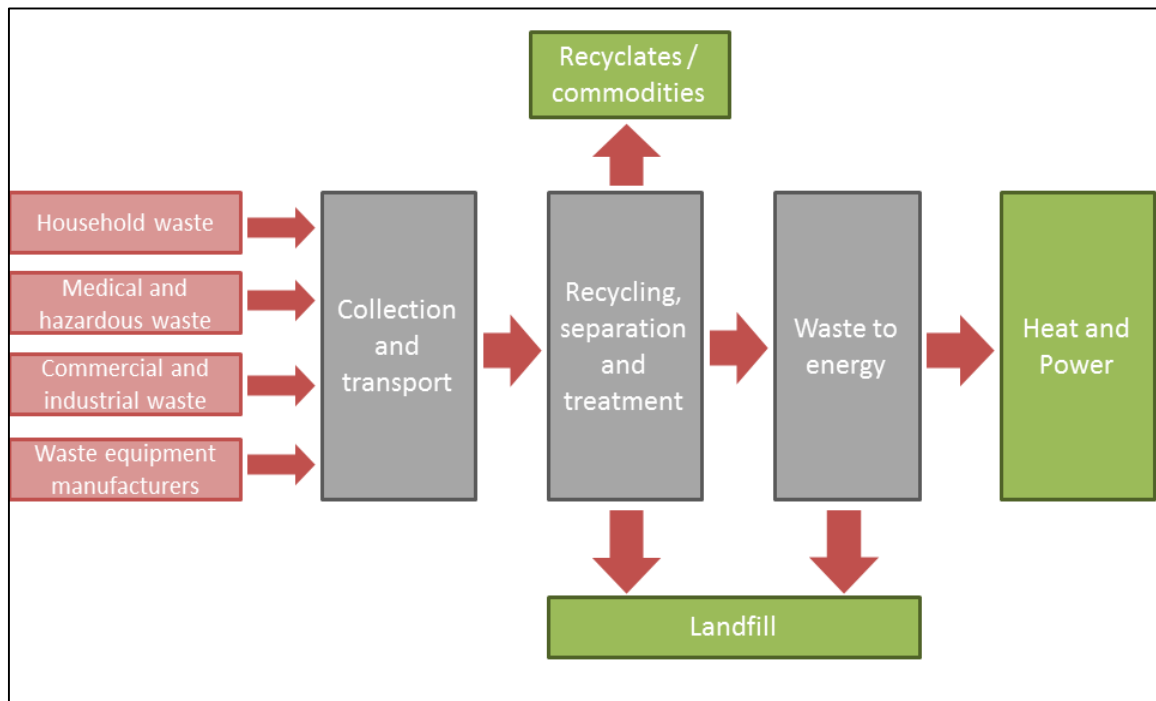 Recyclates /
commodities
Household waste
Medical and
hazardous waste
Commercial and
industrial waste
Waste equipment
manufacturers
Collection
and
transport
Recycling,
separation
and
treatment
Waste to
energy
Heat and
Power
Landfill